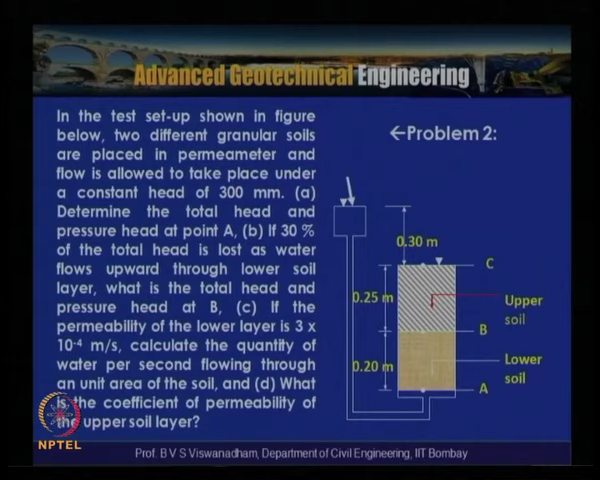 Advanced Geotechnical Engineering
In the test set-up shown in figure
below, two different granular soils
are placed in permeameter and
flow is allowed to take place under
a constant head of 300 mm. (a)
Determine the total head and
pressure head at point A, (b) If 30 %
of the total head is lost as water
flows upward through lower soil
layer, what is the total head and
pressure head at B, (c) If the
permeability of the lower layer is 3 x
10⁻⁴ m/s, calculate the quantity of
water per second flowing through
an unit area of the soil, and (d) What
is the coefficient of permeability of
the upper soil layer?
←Problem 2:
0.30 m
C
0.25 m
Upper
soil
B
0.20 m
Lower
soil
A
NPTEL
Prof. B V S Viswanadham, Department of Civil Engineering, IIT Bombay